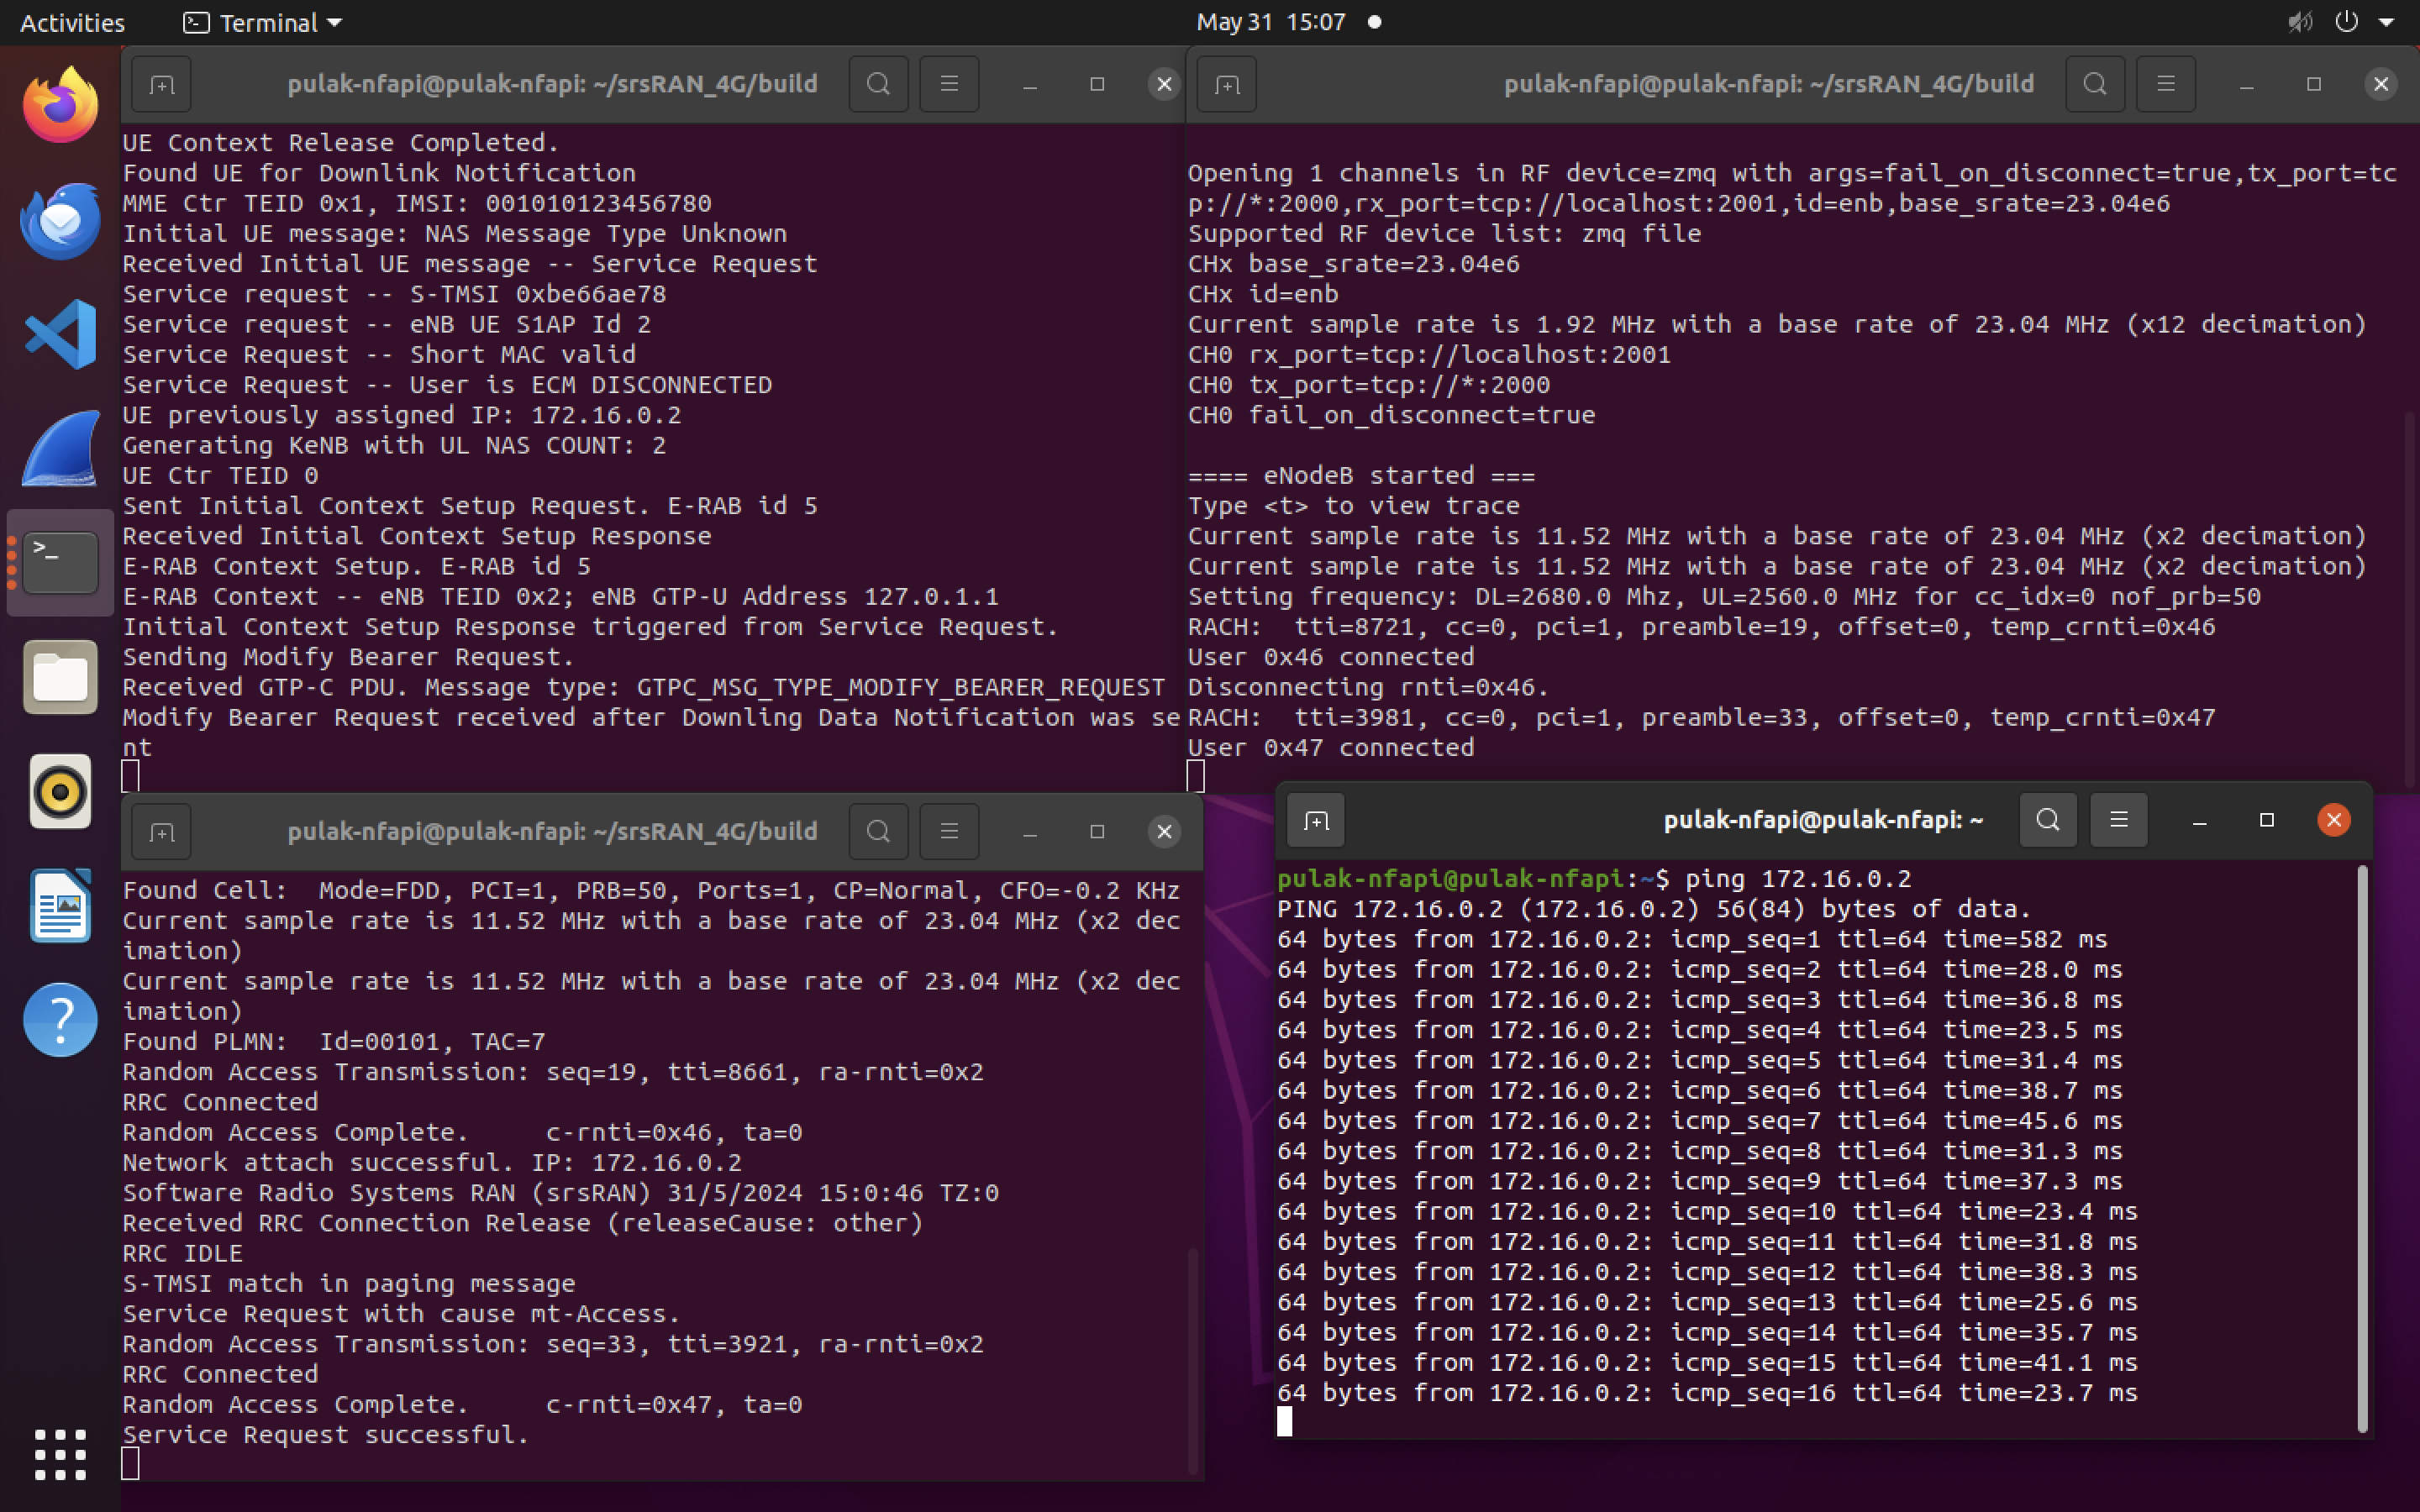 Activities
Terminal
May 31 15:07
pulak-nfapi@pulak-nfapi: ~/srsRAN_4G/build
UE Context Release Completed.
Found UE for Downlink Notification
MME Ctr TEID 0x1, IMSI: 001010123456780
Initial UE message: NAS Message Type Unknown
Received Initial UE message -- Service Request
Service request -- S-TMSI 0xbe66ae78
Service request -- eNB UE S1AP Id 2
Service Request -- Short MAC valid
Service Request -- User is ECM DISCONNECTED
UE previously assigned IP: 172.16.0.2
Generating KeNB with UL NAS COUNT: 2
UE Ctr TEID 0
Sent Initial Context Setup Request. E-RAB id 5
Received Initial Context Setup Response
E-RAB Context Setup. E-RAB id 5
E-RAB Context -- eNB TEID 0x2; eNB GTP-U Address 127.0.1.1
Initial Context Setup Response triggered from Service Request.
Sending Modify Bearer Request.
Received GTP-C PDU. Message type: GTPC_MSG_TYPE_MODIFY_BEARER_REQUEST
Modify Bearer Request received after Downling Data Notification was se
nt
pulak-nfapi@pulak-nfapi: ~/srsRAN_4G/build
Opening 1 channels in RF device=zmq with args=fail_on_disconnect=true,tx_port=tc
p://*:2000,rx_port=tcp://localhost:2001,id=enb,base_srate=23.04e6
Supported RF device list: zmq file
CHx base_srate=23.04e6
CHx id=enb
Current sample rate is 1.92 MHz with a base rate of 23.04 MHz (x12 decimation)
CH0 rx_port=tcp://localhost:2001
CH0 tx_port=tcp://*:2000
CH0 fail_on_disconnect=true
==== eNodeB started ===
Type <t> to view trace
Current sample rate is 11.52 MHz with a base rate of 23.04 MHz (x2 decimation)
Current sample rate is 11.52 MHz with a base rate of 23.04 MHz (x2 decimation)
Setting frequency: DL=2680.0 Mhz, UL=2560.0 MHz for cc_idx=0 nof_prb=50
RACH:  tti=8721, cc=0, pci=1, preamble=19, offset=0, temp_crnti=0x46
User 0x46 connected
Disconnecting rnti=0x46.
RACH:  tti=3981, cc=0, pci=1, preamble=33, offset=0, temp_crnti=0x47
User 0x47 connected
pulak-nfapi@pulak-nfapi: ~/srsRAN_4G/build
Found Cell:  Mode=FDD, PCI=1, PRB=50, Ports=1, CP=Normal, CFO=-0.2 KHz
Current sample rate is 11.52 MHz with a base rate of 23.04 MHz (x2 dec
imation)
Current sample rate is 11.52 MHz with a base rate of 23.04 MHz (x2 dec
imation)
Found PLMN:  Id=00101, TAC=7
Random Access Transmission: seq=19, tti=8661, ra-rnti=0x2
RRC Connected
Random Access Complete.     c-rnti=0x46, ta=0
Network attach successful. IP: 172.16.0.2
Software Radio Systems RAN (srsRAN) 31/5/2024 15:0:46 TZ:0
Received RRC Connection Release (releaseCause: other)
RRC IDLE
S-TMSI match in paging message
Service Request with cause mt-Access.
Random Access Transmission: seq=33, tti=3921, ra-rnti=0x2
RRC Connected
Random Access Complete.     c-rnti=0x47, ta=0
Service Request successful.
pulak-nfapi@pulak-nfapi: ~
pulak-nfapi@pulak-nfapi:~$ ping 172.16.0.2
PING 172.16.0.2 (172.16.0.2) 56(84) bytes of data.
64 bytes from 172.16.0.2: icmp_seq=1 ttl=64 time=582 ms
64 bytes from 172.16.0.2: icmp_seq=2 ttl=64 time=28.0 ms
64 bytes from 172.16.0.2: icmp_seq=3 ttl=64 time=36.8 ms
64 bytes from 172.16.0.2: icmp_seq=4 ttl=64 time=23.5 ms
64 bytes from 172.16.0.2: icmp_seq=5 ttl=64 time=31.4 ms
64 bytes from 172.16.0.2: icmp_seq=6 ttl=64 time=38.7 ms
64 bytes from 172.16.0.2: icmp_seq=7 ttl=64 time=45.6 ms
64 bytes from 172.16.0.2: icmp_seq=8 ttl=64 time=31.3 ms
64 bytes from 172.16.0.2: icmp_seq=9 ttl=64 time=37.3 ms
64 bytes from 172.16.0.2: icmp_seq=10 ttl=64 time=23.4 ms
64 bytes from 172.16.0.2: icmp_seq=11 ttl=64 time=31.8 ms
64 bytes from 172.16.0.2: icmp_seq=12 ttl=64 time=38.3 ms
64 bytes from 172.16.0.2: icmp_seq=13 ttl=64 time=25.6 ms
64 bytes from 172.16.0.2: icmp_seq=14 ttl=64 time=35.7 ms
64 bytes from 172.16.0.2: icmp_seq=15 ttl=64 time=41.1 ms
64 bytes from 172.16.0.2: icmp_seq=16 ttl=64 time=23.7 ms